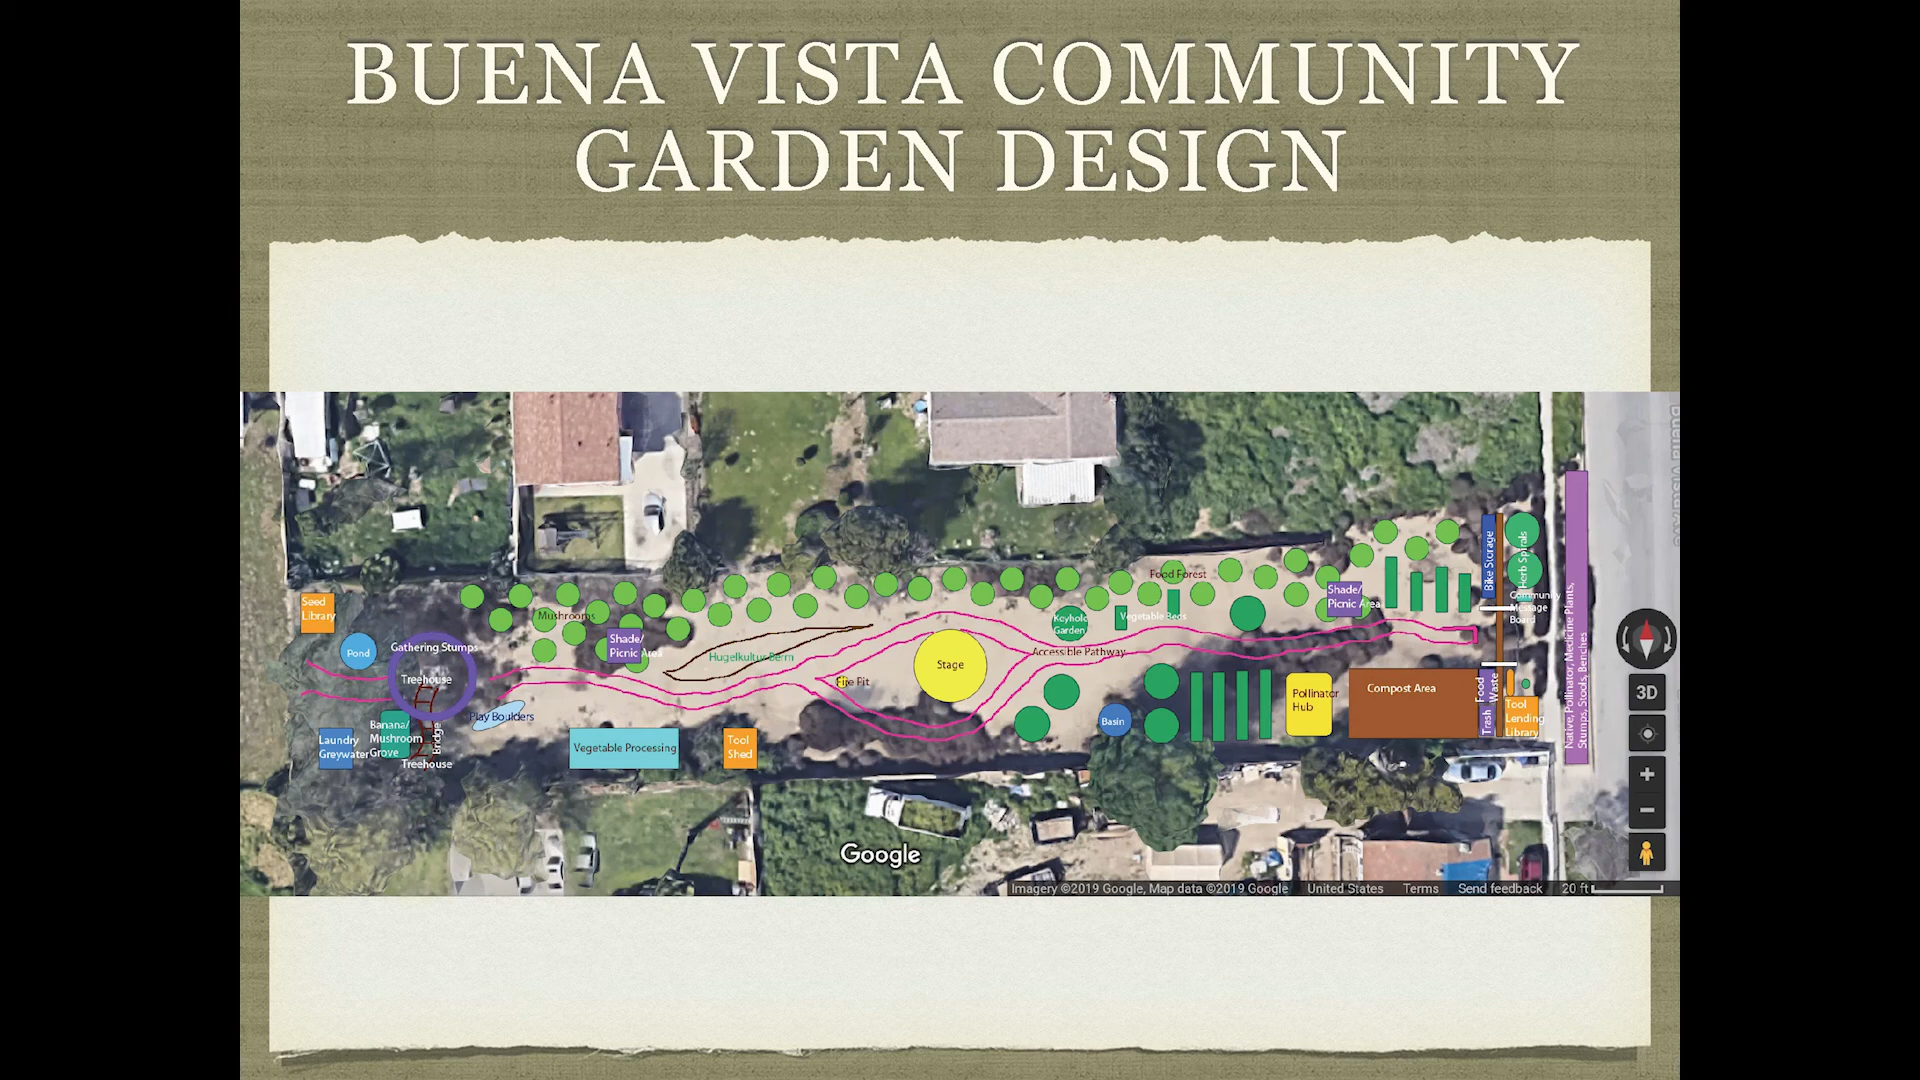 BUENA VISTA COMMUNITY
GARDEN DESIGN
Seed
Library
Pond
Gathering Stumps
Treehouse
Play Boulders
Banana/
Mushroom
Grove
Bridge
Laundry
Greywater
Treehouse
Mushrooms
Shade/
Picnic Area
Vegetable Processing
Tool
Shed
Hugelkultur Berm
Fire Pit
Stage
Accessible Pathway
Keyhole
Garden
Vegetable Beds
Food Forest
Basin
Pollinator
Hub
Shade/
Picnic Area
Compost Area
Bike Storage
Herb Spirals
Community
Message
Board
Food
Waste
Trash
Tool
Lending
Library
Native, Pollinator, Medicine Plants,
Stumps, Stools, Benches
3D
+
−
Google
Imagery ©2019 Google, Map data ©2019 Google United States Terms Send feedback 20 ft